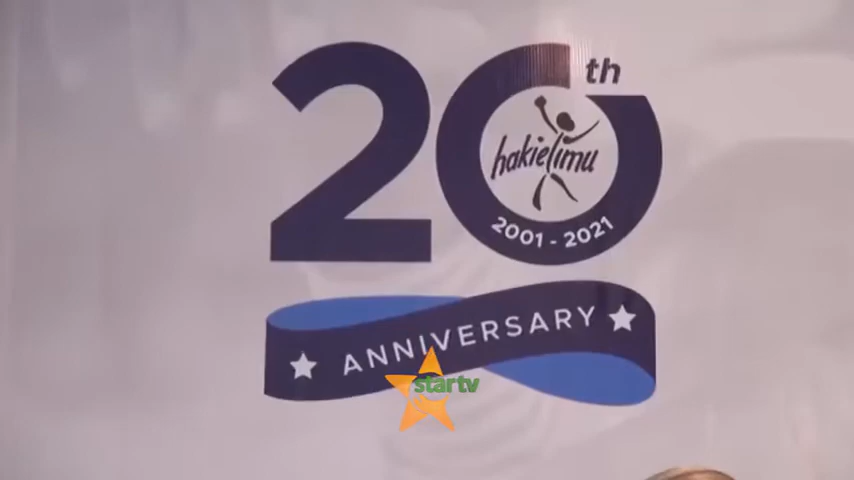 20th
hakielimu
2001 - 2021
ANNIVERSARY
startv